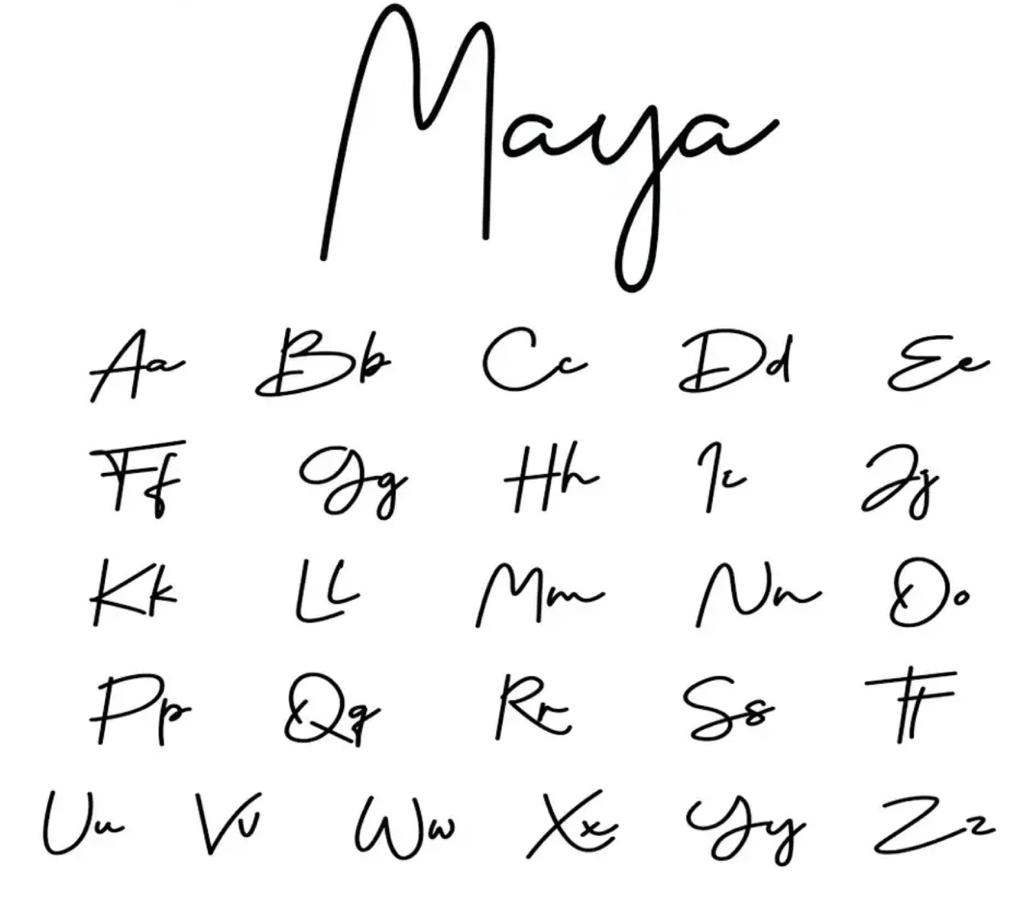 Maya
Aa Bb Cc Dd Ee
Ff Gg Hh Ii Jj
Kk Ll Mm Nn Oo
Pp Qq Rr Ss Tt
Uu Vv Ww Xx Yy Zz